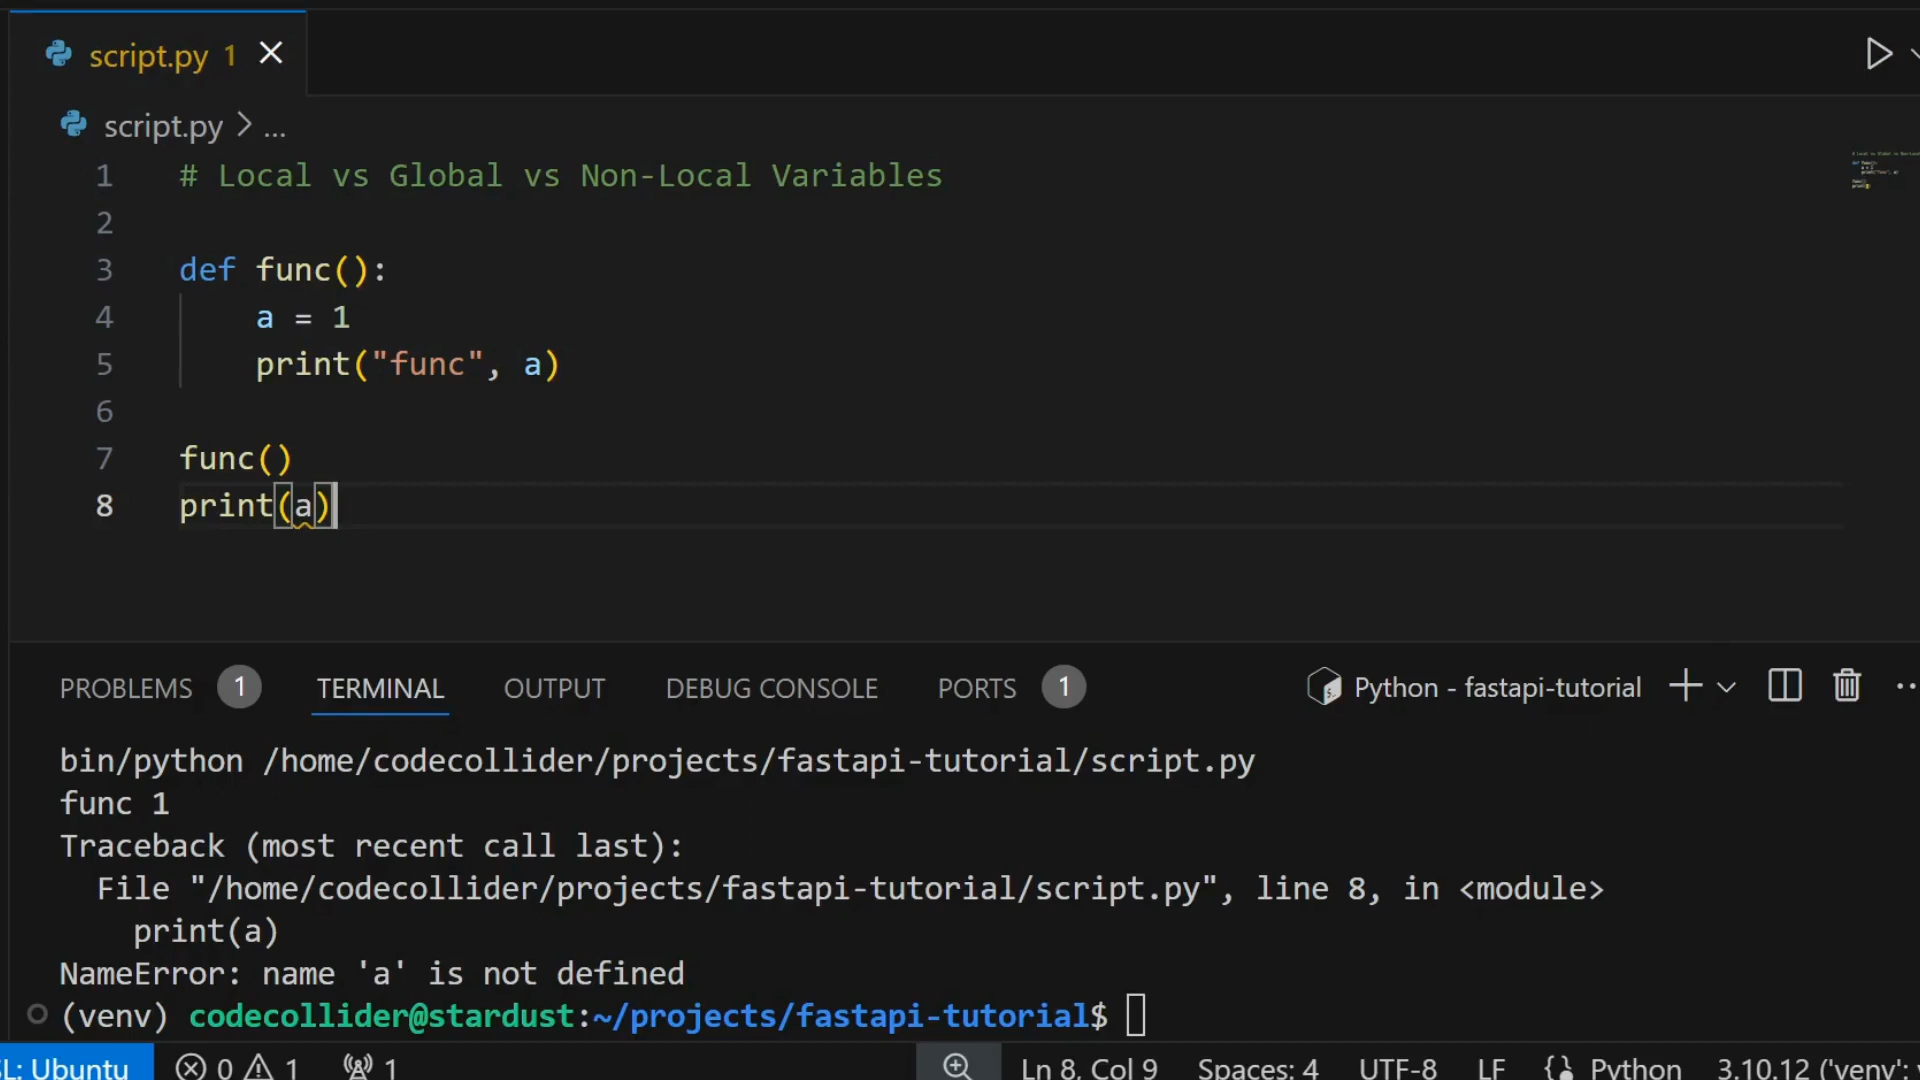 script.py 1
script.py > ...
1 # Local vs Global vs Non-Local Variables
2
3 def func():
4 a = 1
5 print("func", a)
6
7 func()
8 print(a)
PROBLEMS 1 TERMINAL OUTPUT DEBUG CONSOLE PORTS 1 Python - fastapi-tutorial
bin/python /home/codecollider/projects/fastapi-tutorial/script.py
func 1
Traceback (most recent call last):
File "/home/codecollider/projects/fastapi-tutorial/script.py", line 8, in <module>
print(a)
NameError: name 'a' is not defined
(venv) codecollider@stardust:~/projects/fastapi-tutorial$
SL: Ubuntu 0 1 1 Ln 8, Col 9 Spaces: 4 UTF-8 LF Python 3.10.12 ('venv':